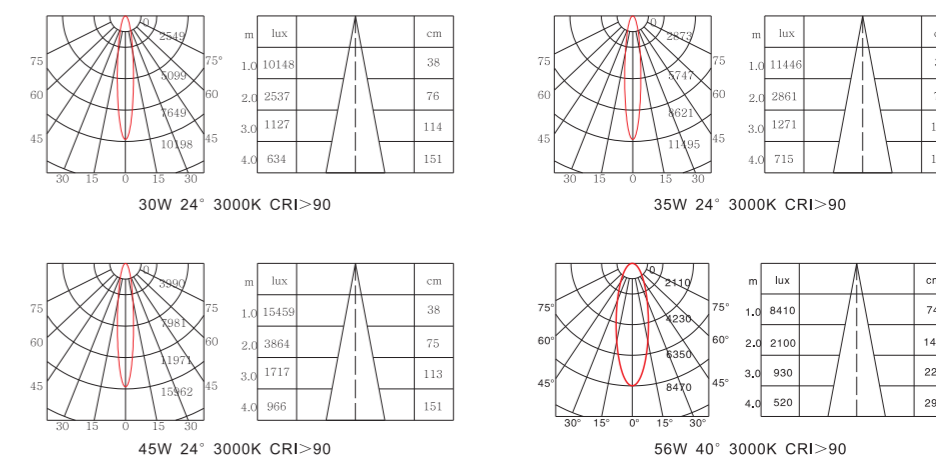 0
2549
5099
7649
10198
75 75°
60 60
45 45
30 15 0 15 30
m lux cm
1.0 10148 38
2.0 2537 76
3.0 1127 114
4.0 634 151
30W 24° 3000K CRI>90
0
2873
5747
8621
11495
75 75
60 60
45 45
30 15 0 15 30
m lux
1.0 11446
2.0 2861
3.0 1271
4.0 715
35W 24° 3000K CRI>90
0
3990
7981
11971
15962
75 75
60 60
45 45
30 15 0 15 30
m lux cm
1.0 15459 38
2.0 3864 75
3.0 1717 113
4.0 966 151
45W 24° 3000K CRI>90
0
2110
4230
6350
8470
75° 75°
60° 60°
45° 45°
30° 15° 0° 15° 30°
m lux
1.0 8410 74
2.0 2100
3.0 930
4.0 520
56W 40° 3000K CRI>90